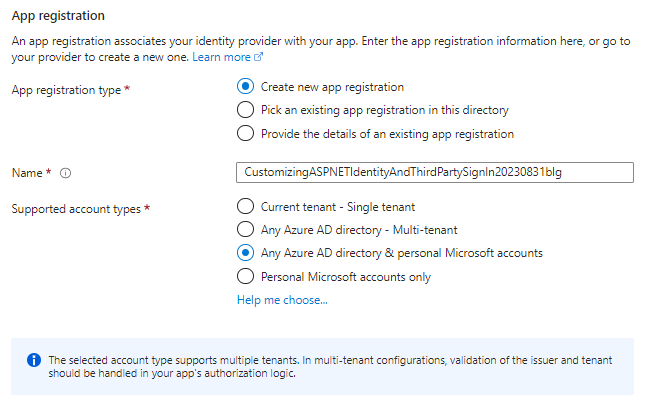 App registration
An app registration associates your identity provider with your app. Enter the app registration information here, or go to
your provider to create a new one. Learn more
App registration type *
Create new app registration
Pick an existing app registration in this directory
Provide the details of an existing app registration
Name *
CustomizingASPNETIdentityAndThirdPartySignIn20230831blg
Supported account types *
Current tenant - Single tenant
Any Azure AD directory - Multi-tenant
Any Azure AD directory & personal Microsoft accounts
Personal Microsoft accounts only
Help me choose...
The selected account type supports multiple tenants. In multi-tenant configurations, validation of the issuer and tenant
should be handled in your app's authorization logic.